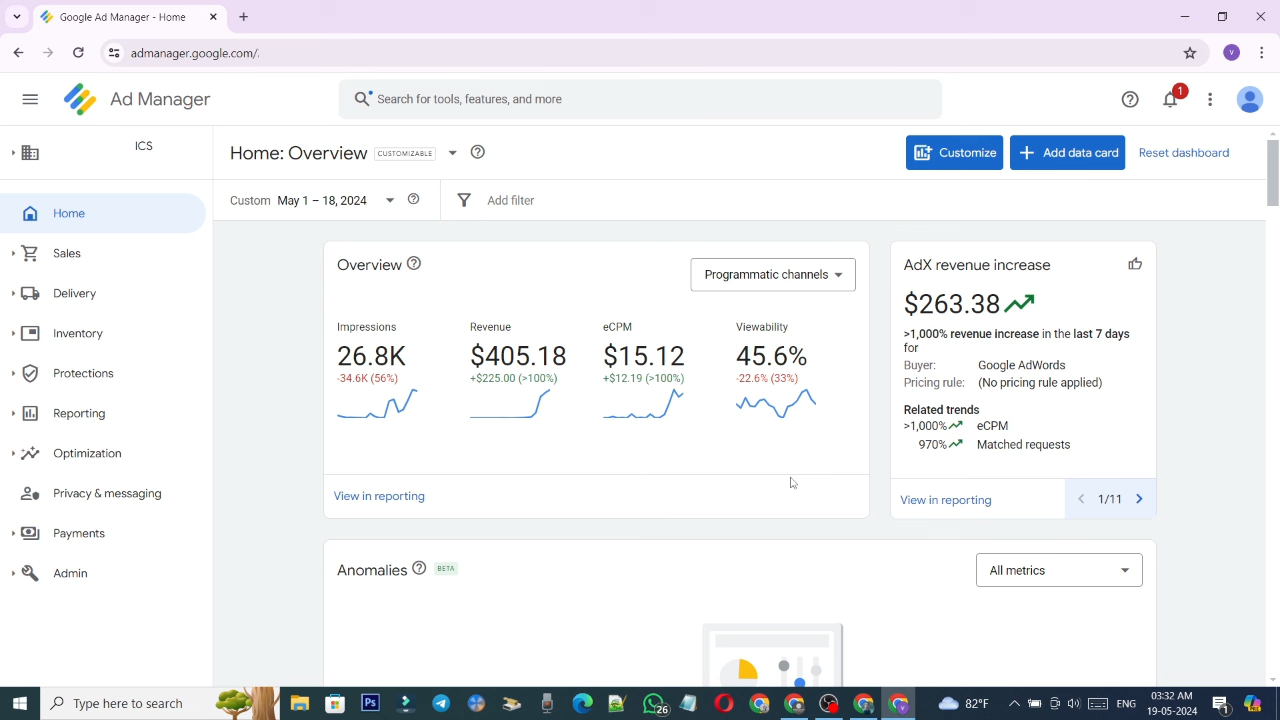 Google Ad Manager - Home
admanager.google.com/.
V
Ad Manager
Search for tools, features, and more
1
ICS
Home: Overview CUSTOMIZABLE
Customize
Add data card
Reset dashboard
Custom May 1 – 18, 2024
Add filter
Home
Sales
Delivery
Inventory
Protections
Reporting
Optimization
Privacy & messaging
Payments
Admin
Overview
Programmatic channels
Impressions
26.8K
-34.6K (56%)
Revenue
$405.18
+$225.00 (>100%)
eCPM
$15.12
+$12.19 (>100%)
Viewability
45.6%
-22.6% (33%)
View in reporting
AdX revenue increase
$263.38
>1,000% revenue increase in the last 7 days
for
Buyer: Google AdWords
Pricing rule: (No pricing rule applied)
Related trends
>1,000% eCPM
970% Matched requests
View in reporting
1/11
Anomalies BETA
All metrics
Type here to search
Ps
26
82°F
ENG
03:32 AM
19-05-2024